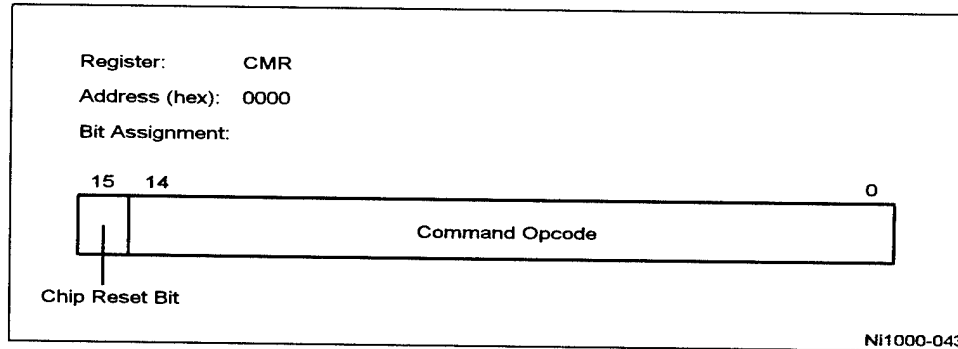 Register: CMR
Address (hex): 0000
Bit Assignment:
15 14 0
Command Opcode
Chip Reset Bit
Ni1000-043